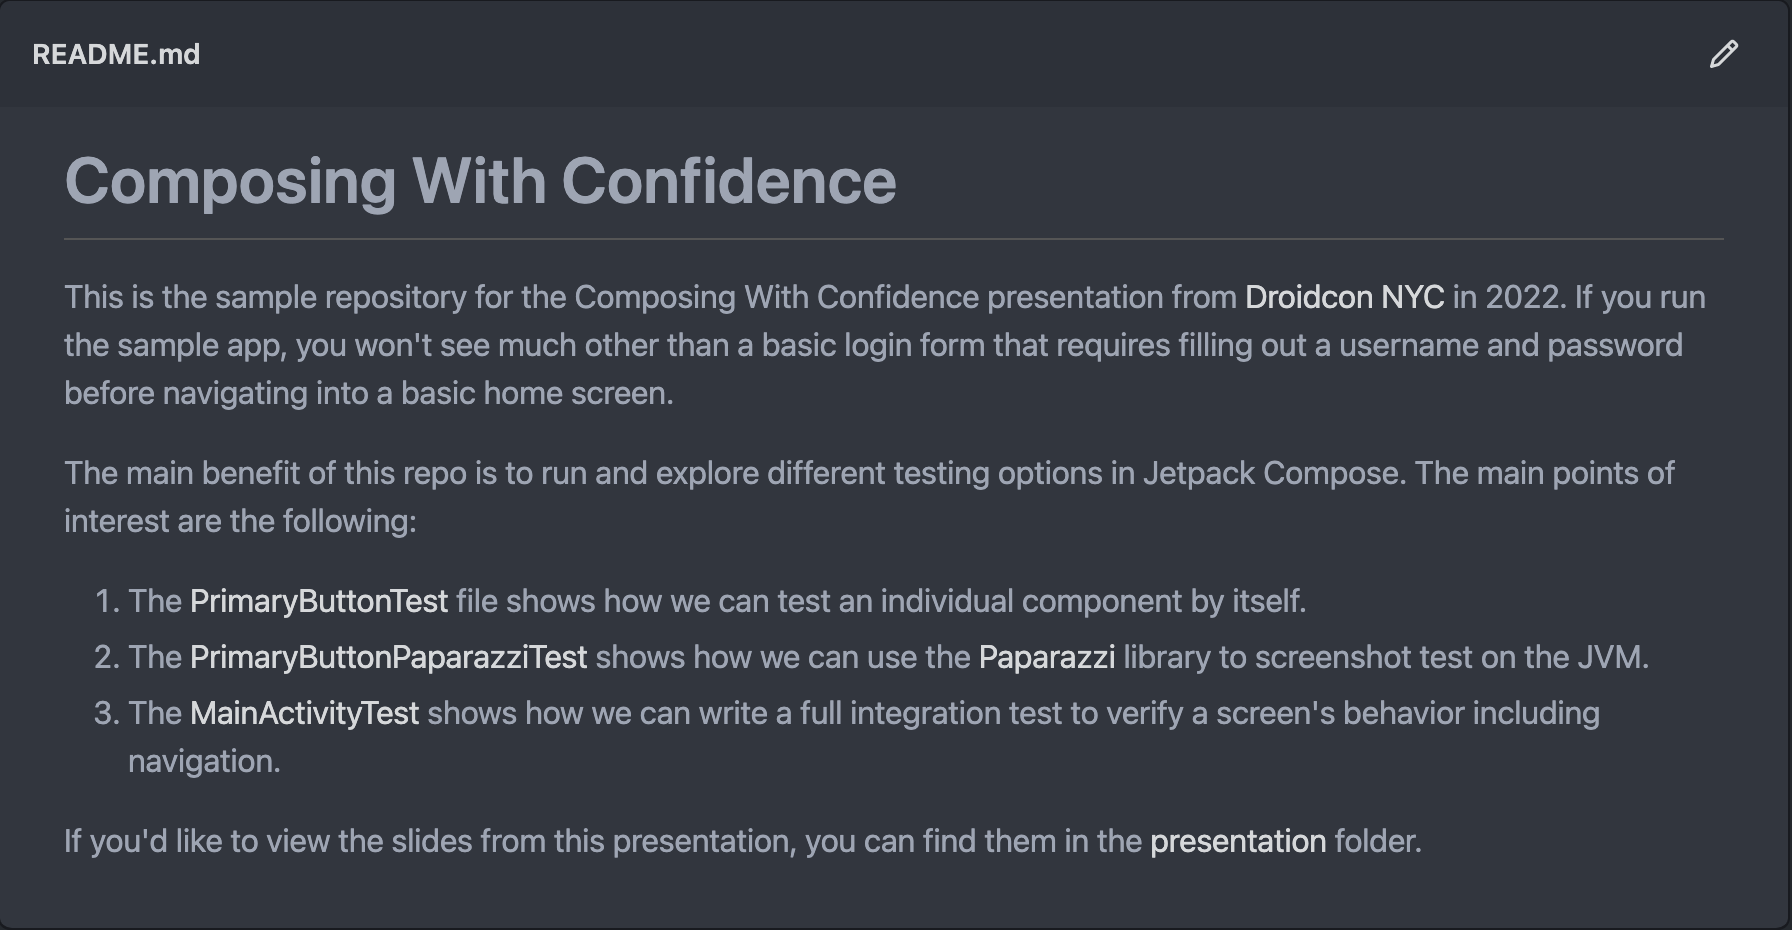 README.md
Composing With Confidence
This is the sample repository for the Composing With Confidence presentation from Droidcon NYC in 2022. If you run
the sample app, you won't see much other than a basic login form that requires filling out a username and password
before navigating into a basic home screen.
The main benefit of this repo is to run and explore different testing options in Jetpack Compose. The main points of
interest are the following:
1. The PrimaryButtonTest file shows how we can test an individual component by itself.
2. The PrimaryButtonPaparazziTest shows how we can use the Paparazzi library to screenshot test on the JVM.
3. The MainActivityTest shows how we can write a full integration test to verify a screen's behavior including
navigation.
If you'd like to view the slides from this presentation, you can find them in the presentation folder.